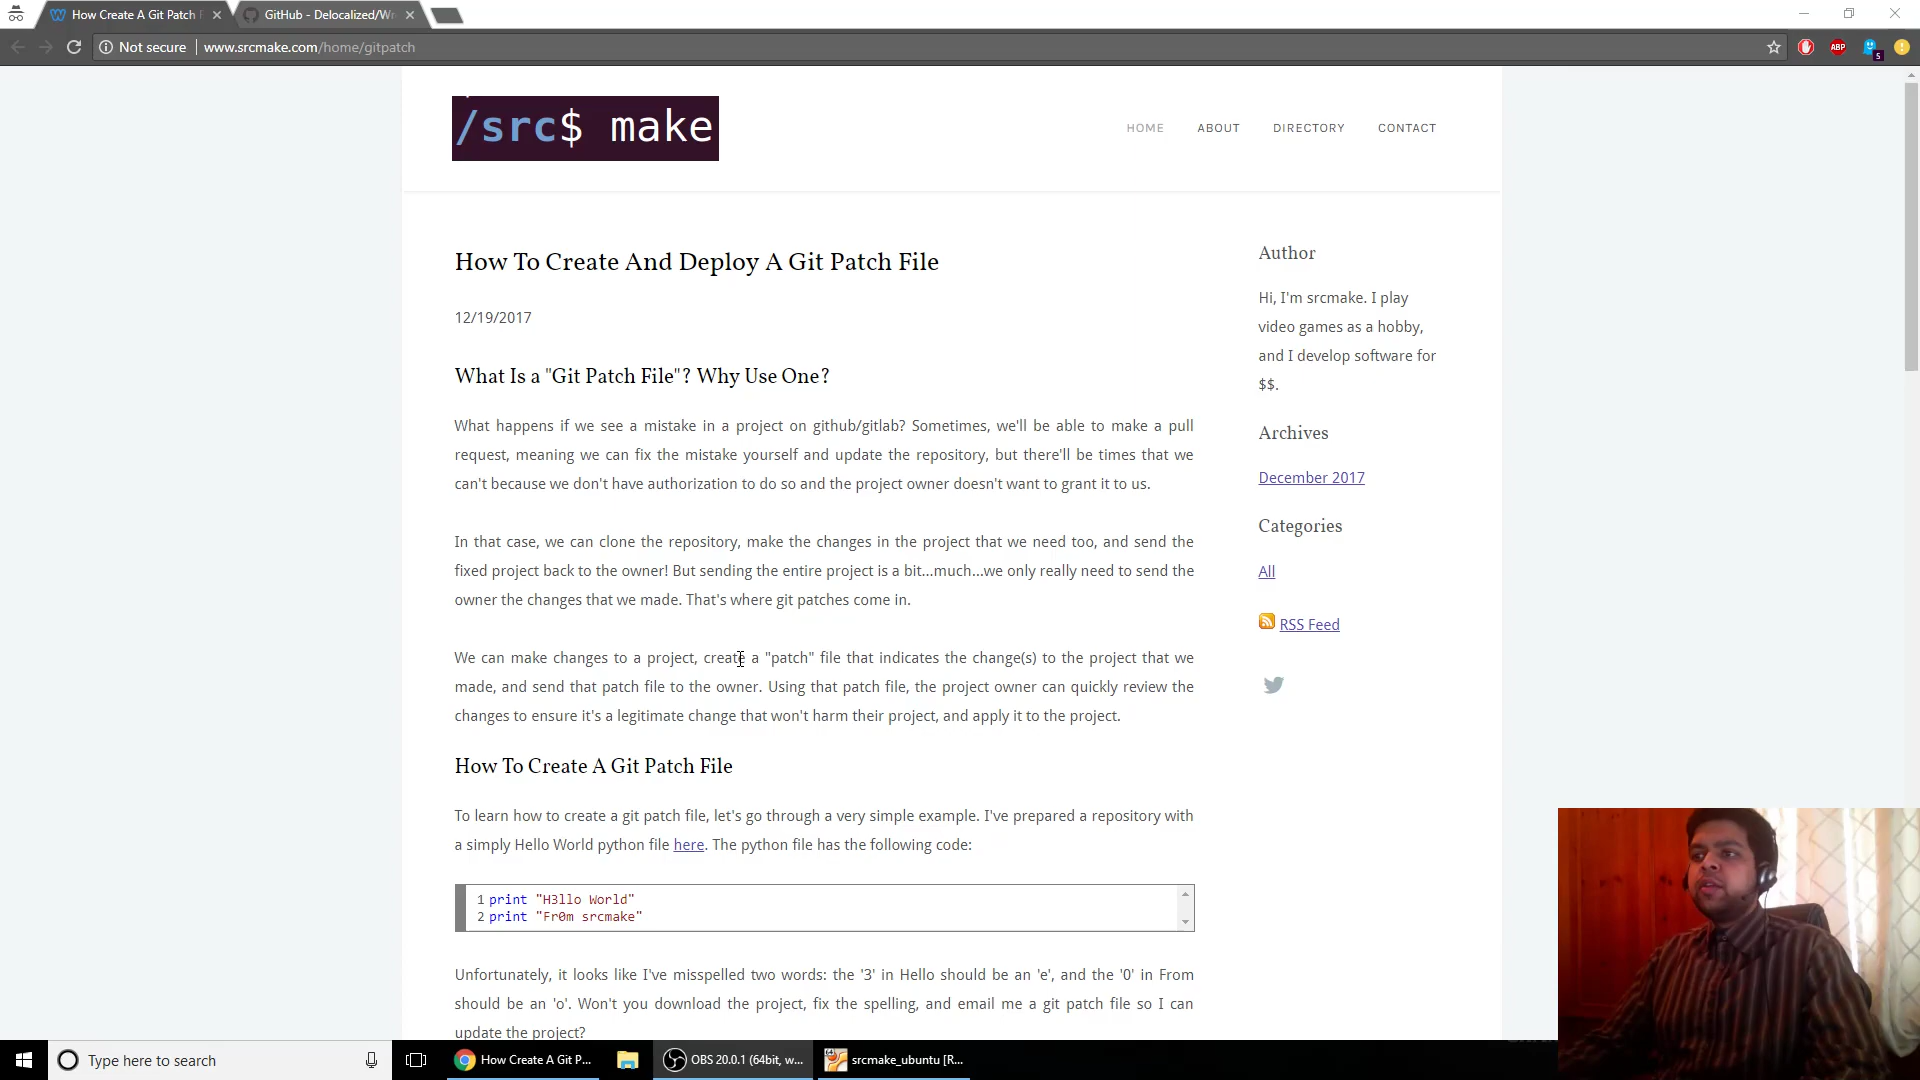 How Create A Git Patch F
GitHub - Delocalized/Wr
Not secure www.srcmake.com/home/gitpatch
ABP
5
/src$ make
HOME ABOUT DIRECTORY CONTACT
How To Create And Deploy A Git Patch File
12/19/2017
What Is a "Git Patch File"? Why Use One?
What happens if we see a mistake in a project on github/gitlab? Sometimes, we'll be able to make a pull
request, meaning we can fix the mistake yourself and update the repository, but there'll be times that we
can't because we don't have authorization to do so and the project owner doesn't want to grant it to us.
In that case, we can clone the repository, make the changes in the project that we need too, and send the
fixed project back to the owner! But sending the entire project is a bit...much...we only really need to send the
owner the changes that we made. That's where git patches come in.
We can make changes to a project, create a "patch" file that indicates the change(s) to the project that we
made, and send that patch file to the owner. Using that patch file, the project owner can quickly review the
changes to ensure it's a legitimate change that won't harm their project, and apply it to the project.
How To Create A Git Patch File
To learn how to create a git patch file, let's go through a very simple example. I've prepared a repository with
a simply Hello World python file here. The python file has the following code:
1 print "H3llo World"
2 print "Fr0m srcmake"
Unfortunately, it looks like I've misspelled two words: the '3' in Hello should be an 'e', and the '0' in From
should be an 'o'. Won't you download the project, fix the spelling, and email me a git patch file so I can
update the project?
Author
Hi, I'm srcmake. I play
video games as a hobby,
and I develop software for
$$.
Archives
December 2017
Categories
All
RSS Feed
Type here to search
How Create A Git P...
OBS 20.0.1 (64bit, w...
srcmake_ubuntu [R...